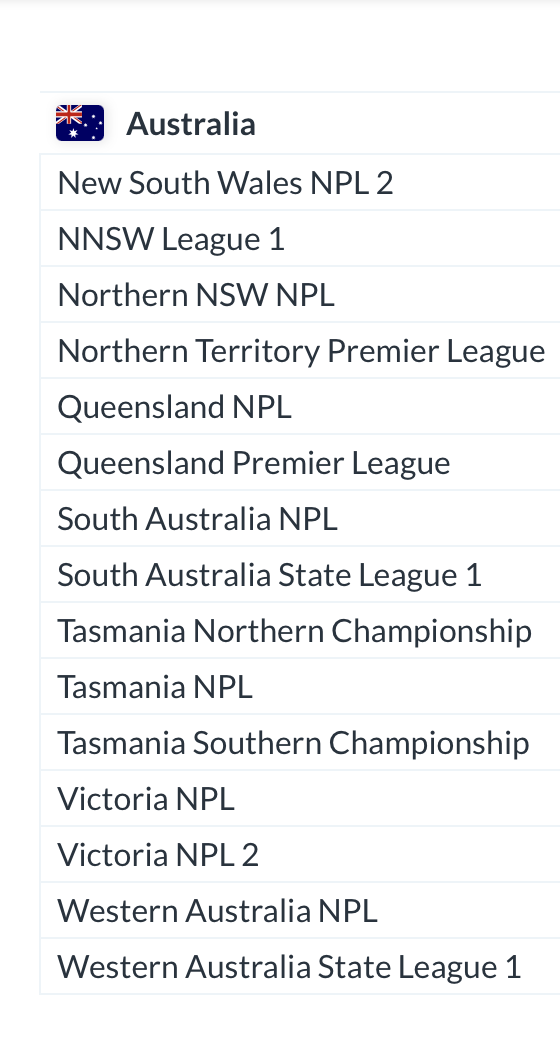 Australia
New South Wales NPL 2
NNSW League 1
Northern NSW NPL
Northern Territory Premier League
Queensland NPL
Queensland Premier League
South Australia NPL
South Australia State League 1
Tasmania Northern Championship
Tasmania NPL
Tasmania Southern Championship
Victoria NPL
Victoria NPL 2
Western Australia NPL
Western Australia State League 1